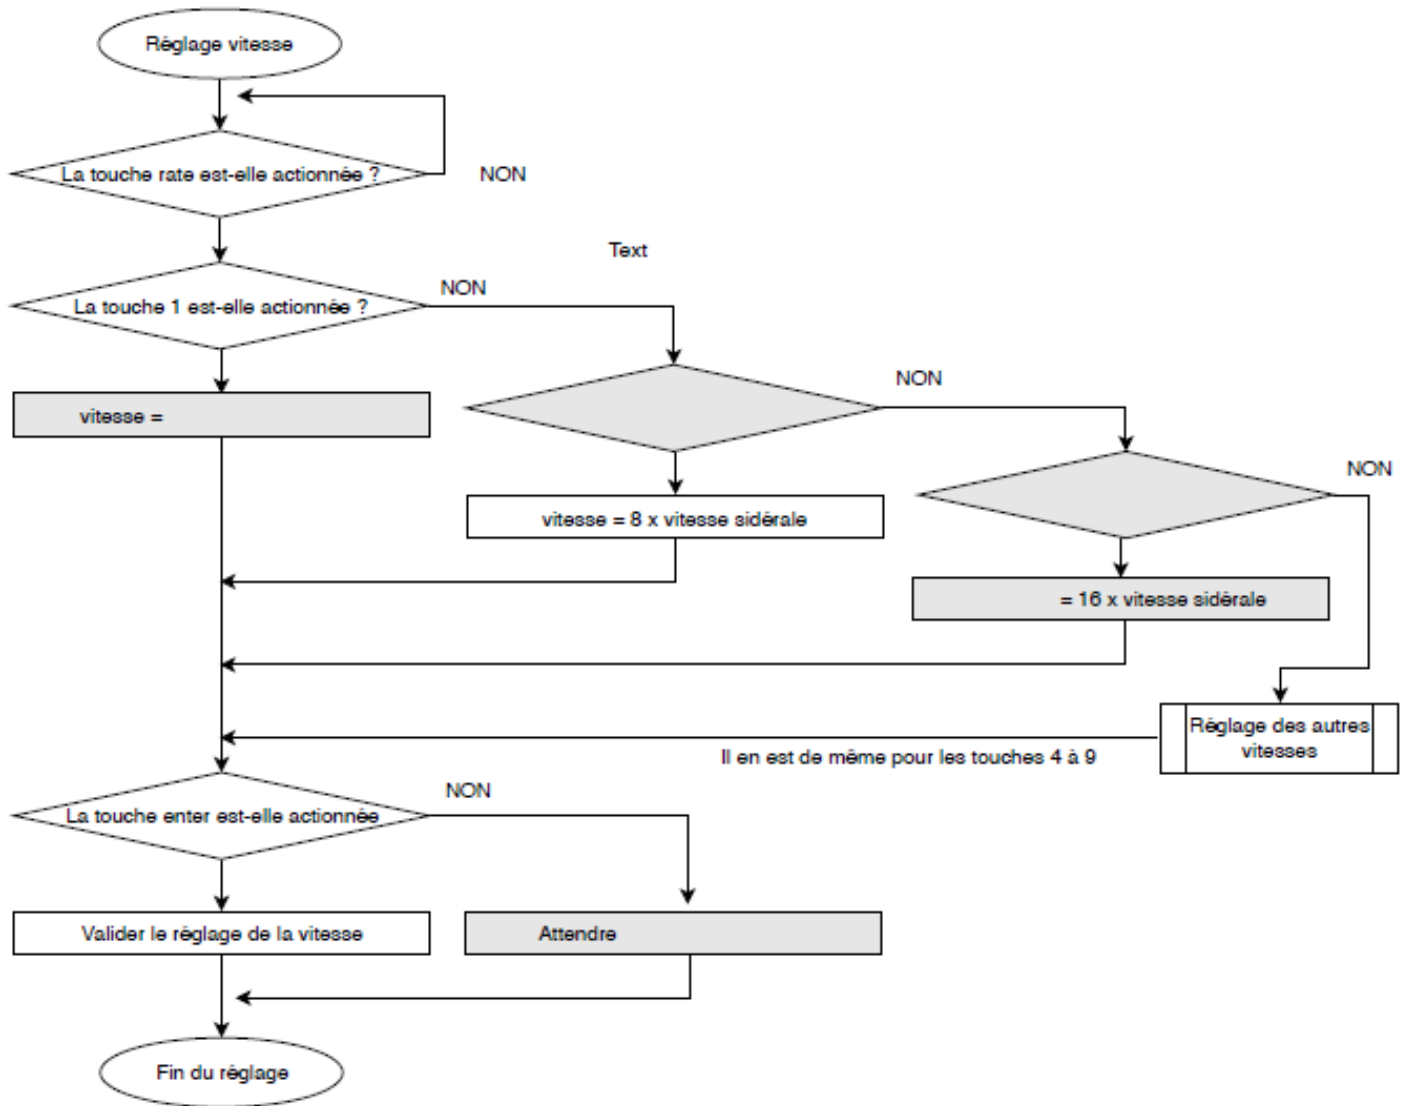 Réglage vitesse
La touche rate est-elle actionnée ?
NON
Text
La touche 1 est-elle actionnée ?
NON
vitesse =
NON
vitesse = 8 x vitesse sidérale
NON
= 16 x vitesse sidérale
Réglage des autres
vitesses
Il en est de même pour les touches 4 à 9
La touche enter est-elle actionnée
NON
Valider le réglage de la vitesse
Attendre
Fin du réglage